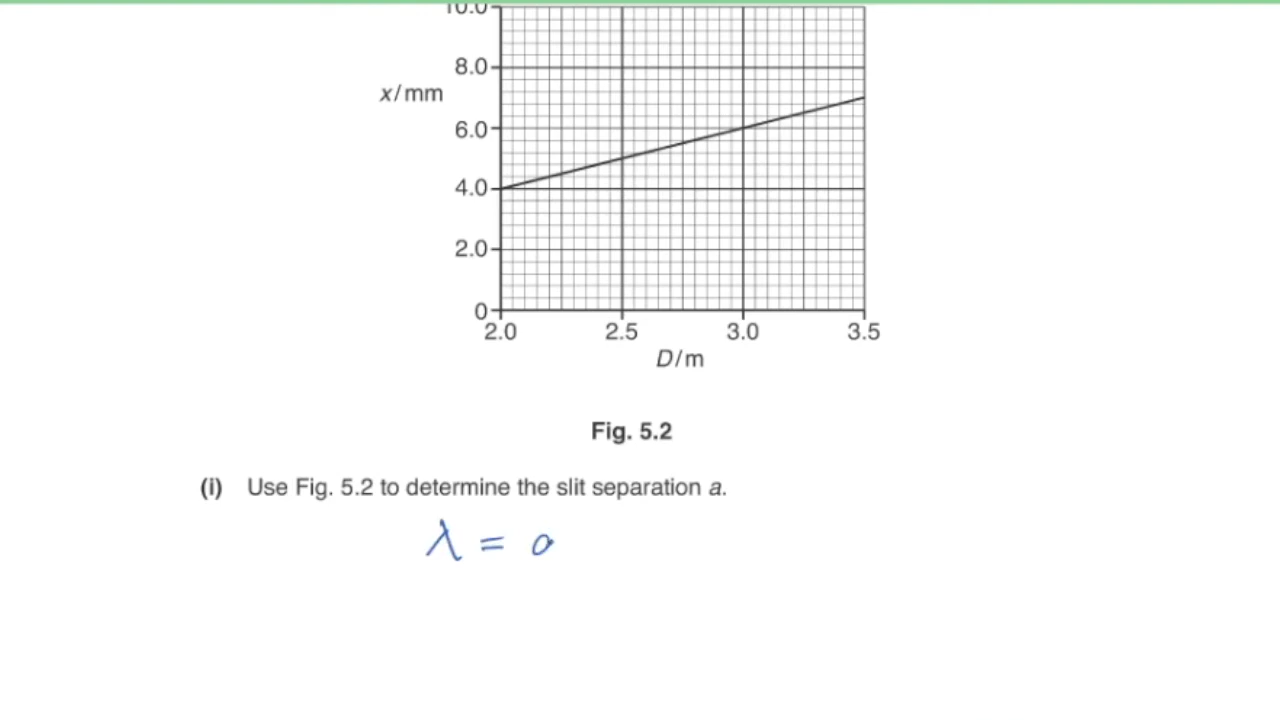 10.0
8.0
x/mm
6.0
4.0
2.0
0
2.0 2.5 3.0 3.5
D/m
Fig. 5.2
(i) Use Fig. 5.2 to determine the slit separation a.
λ = a